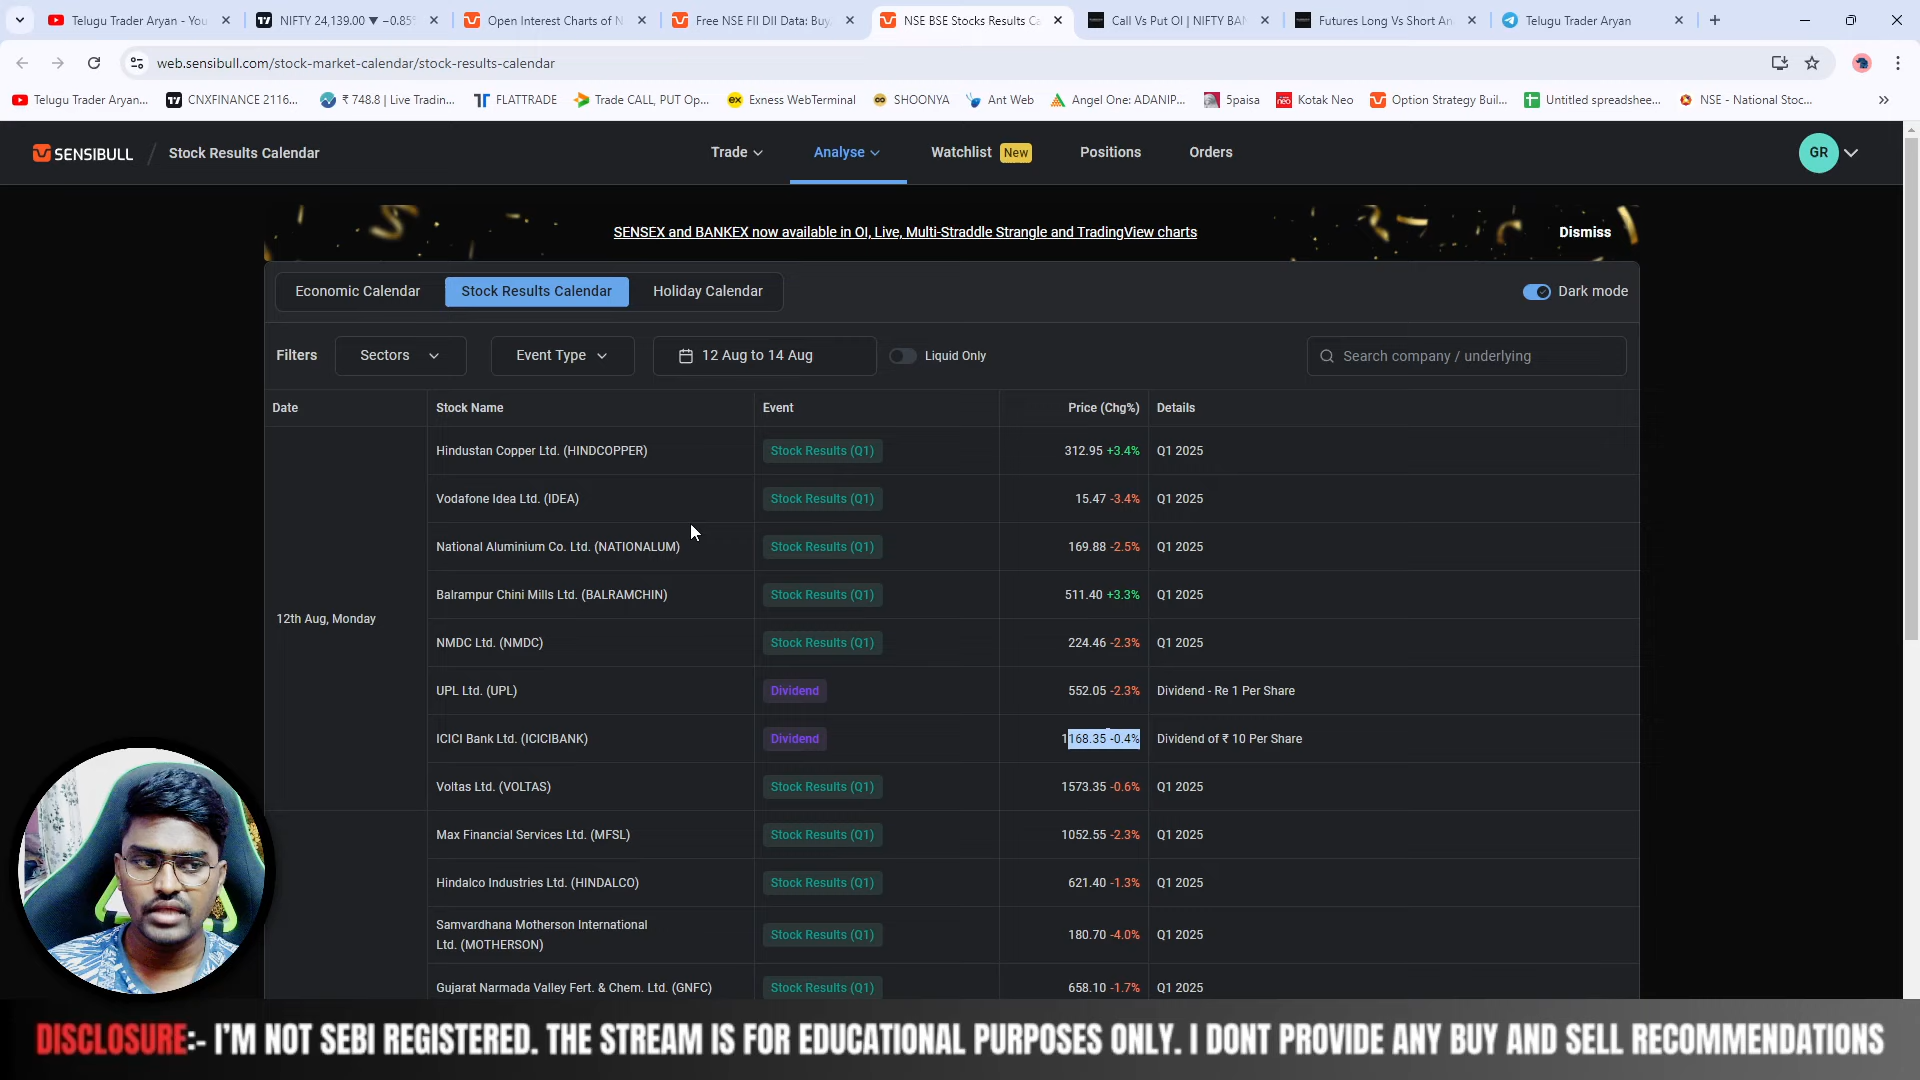 Telugu Trader Aryan - You
NIFTY 24,139.00 ▼ −0.85
Open Interest Charts of N
Free NSE FII DII Data: Buy,
NSE BSE Stocks Results Ca
Call Vs Put OI | NIFTY BAN
Futures Long Vs Short An
Telugu Trader Aryan
web.sensibull.com/stock-market-calendar/stock-results-calendar
Telugu Trader Aryan...
CNXFINANCE 2116...
₹ 748.8 | Live Tradin...
FLATTRADE
Trade CALL, PUT Op...
Exness WebTerminal
SHOONYA
Ant Web
Angel One: ADANIP...
5paisa
Kotak Neo
Option Strategy Buil...
Untitled spreadshee...
NSE - National Stoc...
SENSIBULL / Stock Results Calendar
Trade
Analyse
Watchlist New
Positions
Orders
GR
SENSEX and BANKEX now available in OI, Live, Multi-Straddle Strangle and TradingView charts
Dismiss
Economic Calendar
Stock Results Calendar
Holiday Calendar
Dark mode
Filters
Sectors
Event Type
12 Aug to 14 Aug
Liquid Only
Search company / underlying
Date Stock Name Event Price (Chg%) Details
12th Aug, Monday
Hindustan Copper Ltd. (HINDCOPPER) Stock Results (Q1) 312.95 +3.4% Q1 2025
Vodafone Idea Ltd. (IDEA) Stock Results (Q1) 15.47 -3.4% Q1 2025
National Aluminium Co. Ltd. (NATIONALUM) Stock Results (Q1) 169.88 -2.5% Q1 2025
Balrampur Chini Mills Ltd. (BALRAMCHIN) Stock Results (Q1) 511.40 +3.3% Q1 2025
NMDC Ltd. (NMDC) Stock Results (Q1) 224.46 -2.3% Q1 2025
UPL Ltd. (UPL) Dividend 552.05 -2.3% Dividend - Re 1 Per Share
ICICI Bank Ltd. (ICICIBANK) Dividend 1168.35 -0.4% Dividend of ₹ 10 Per Share
Voltas Ltd. (VOLTAS) Stock Results (Q1) 1573.35 -0.6% Q1 2025
Max Financial Services Ltd. (MFSL) Stock Results (Q1) 1052.55 -2.3% Q1 2025
Hindalco Industries Ltd. (HINDALCO) Stock Results (Q1) 621.40 -1.3% Q1 2025
Samvardhana Motherson International
Ltd. (MOTHERSON) Stock Results (Q1) 180.70 -4.0% Q1 2025
Gujarat Narmada Valley Fert. & Chem. Ltd. (GNFC) Stock Results (Q1) 658.10 -1.7% Q1 2025
DISCLOSURE:- I'M NOT SEBI REGISTERED. THE STREAM IS FOR EDUCATIONAL PURPOSES ONLY. I DONT PROVIDE ANY BUY AND SELL RECOMMENDATIONS